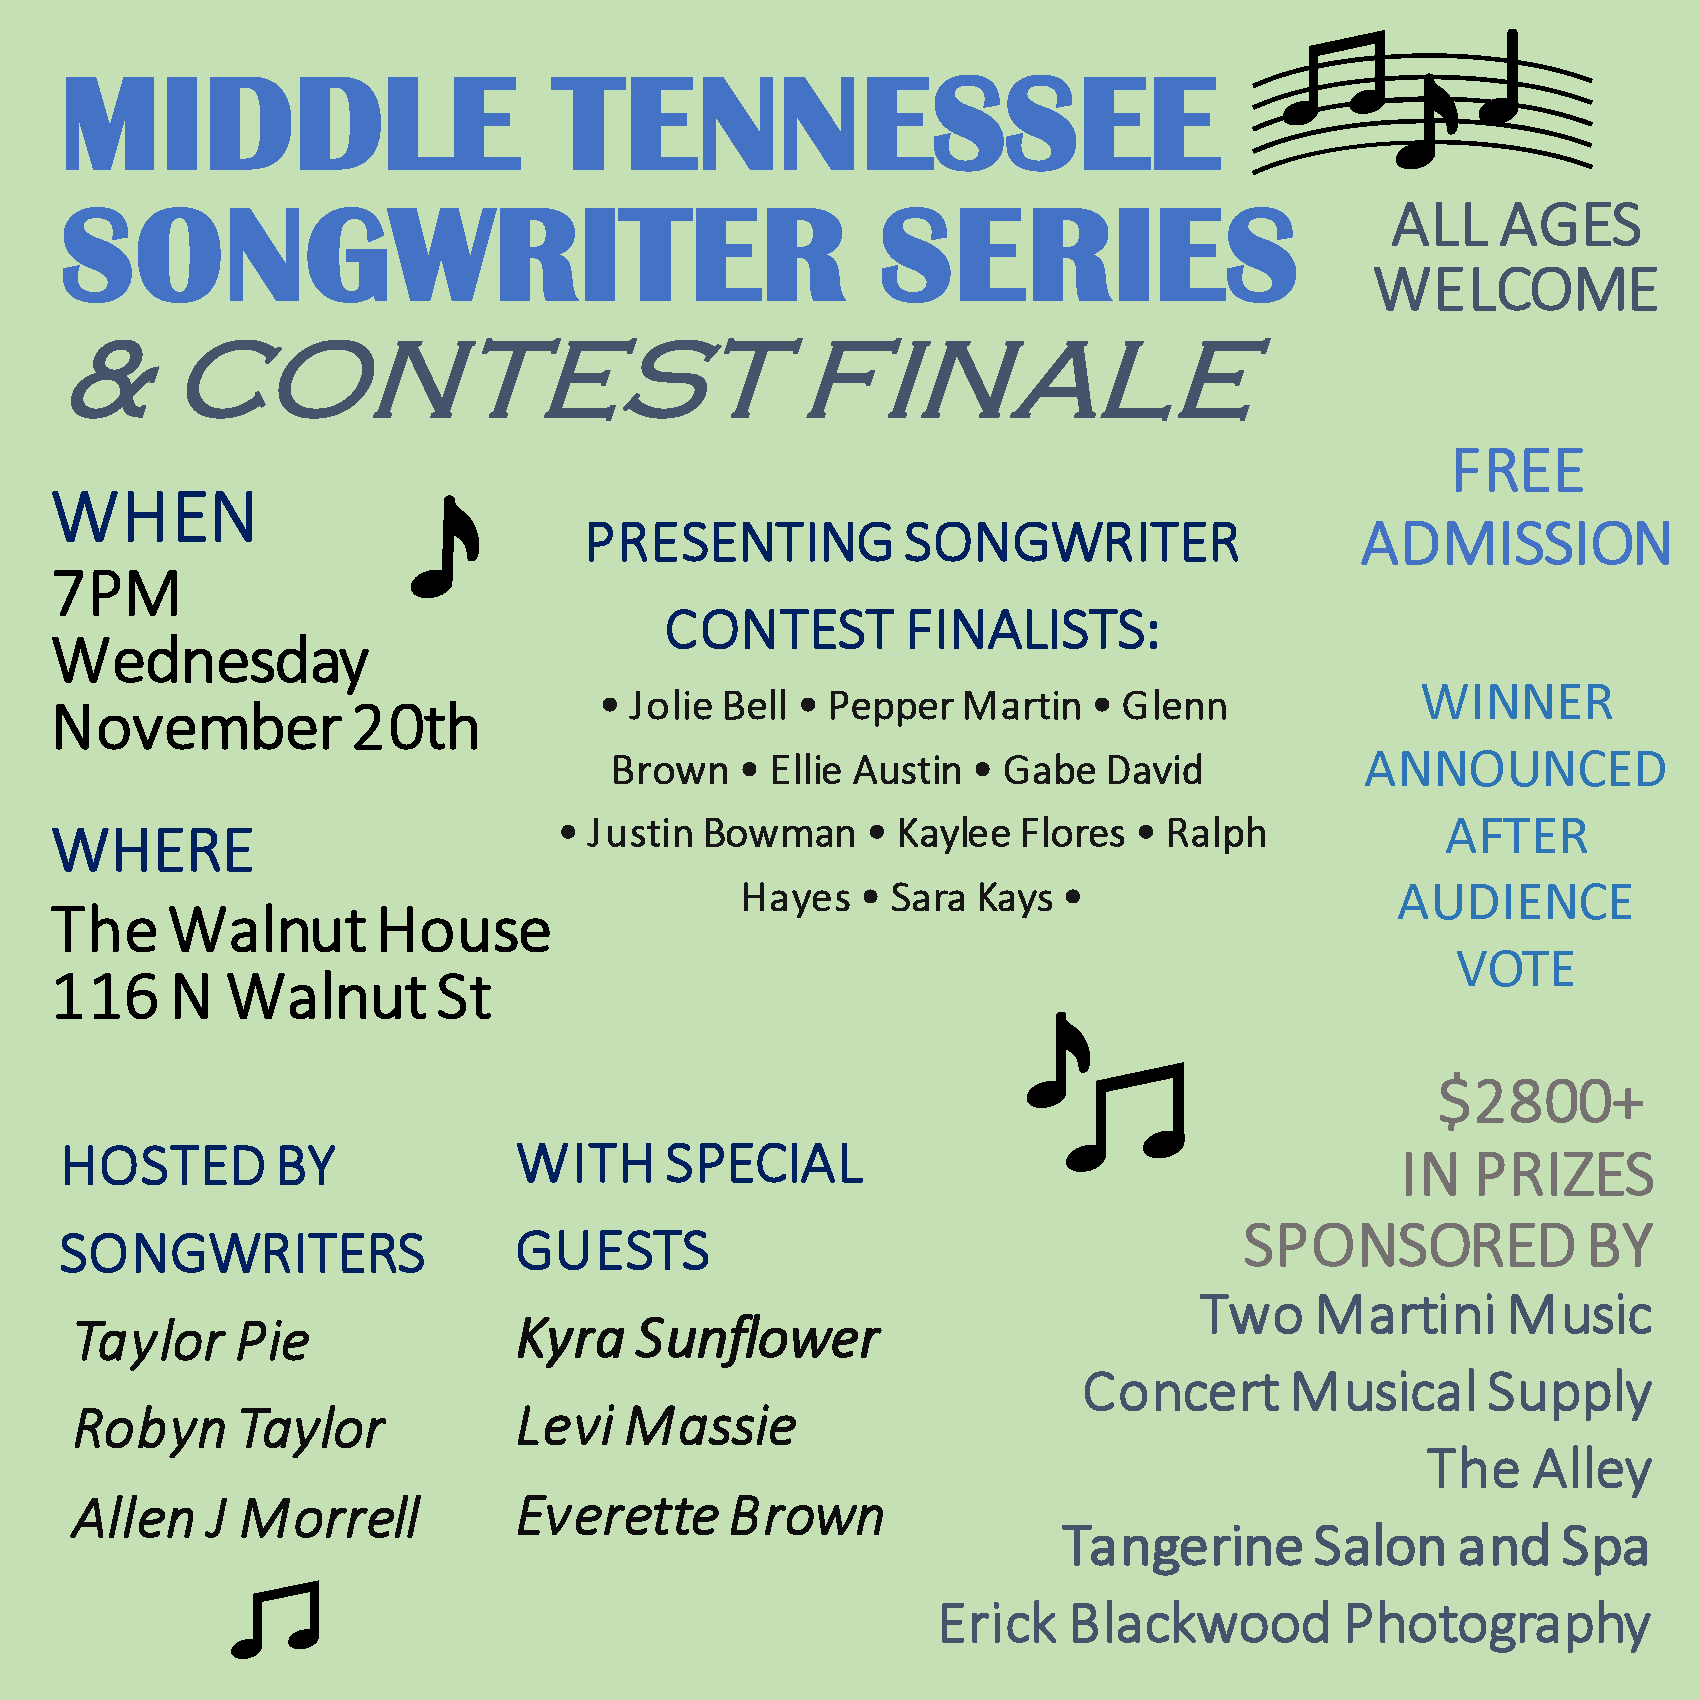 MIDDLE TENNESSEE
SONGWRITER SERIES
& CONTEST FINALE
ALL AGES
WELCOME
FREE
ADMISSION
WHEN
7PM
Wednesday
November 20th
WHERE
The Walnut House
116 N Walnut St
PRESENTING SONGWRITER
CONTEST FINALISTS:
• Jolie Bell • Pepper Martin • Glenn
Brown • Ellie Austin • Gabe David
• Justin Bowman • Kaylee Flores • Ralph
Hayes • Sara Kays •
WINNER
ANNOUNCED
AFTER
AUDIENCE
VOTE
HOSTED BY
SONGWRITERS
Taylor Pie
Robyn Taylor
Allen J Morrell
WITH SPECIAL
GUESTS
Kyra Sunflower
Levi Massie
Everette Brown
$2800+
IN PRIZES
SPONSORED BY
Two Martini Music
Concert Musical Supply
The Alley
Tangerine Salon and Spa
Erick Blackwood Photography